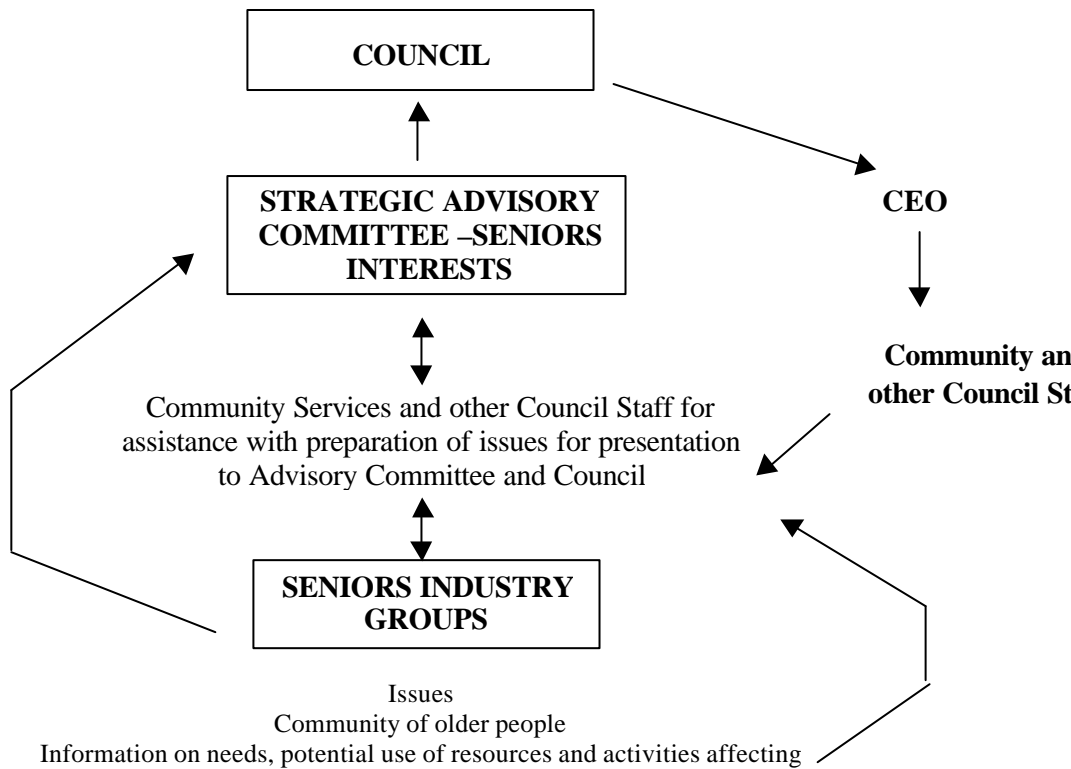 COUNCIL
STRATEGIC ADVISORY
COMMITTEE –SENIORS
INTERESTS
CEO
Community an
other Council St
Community Services and other Council Staff for
assistance with preparation of issues for presentation
to Advisory Committee and Council
SENIORS INDUSTRY
GROUPS
Issues
Community of older people
Information on needs, potential use of resources and activities affecting